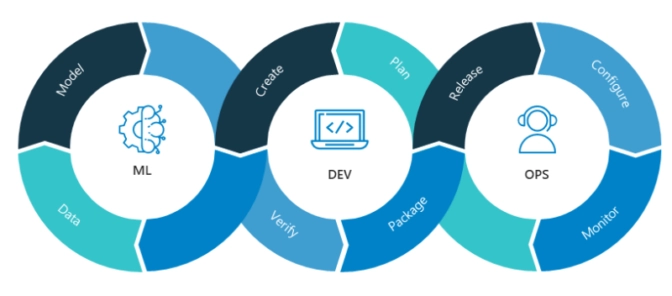 Model
Data
ML
Create
Plan
Verify
Package
DEV
Release
Configure
Monitor
OPS